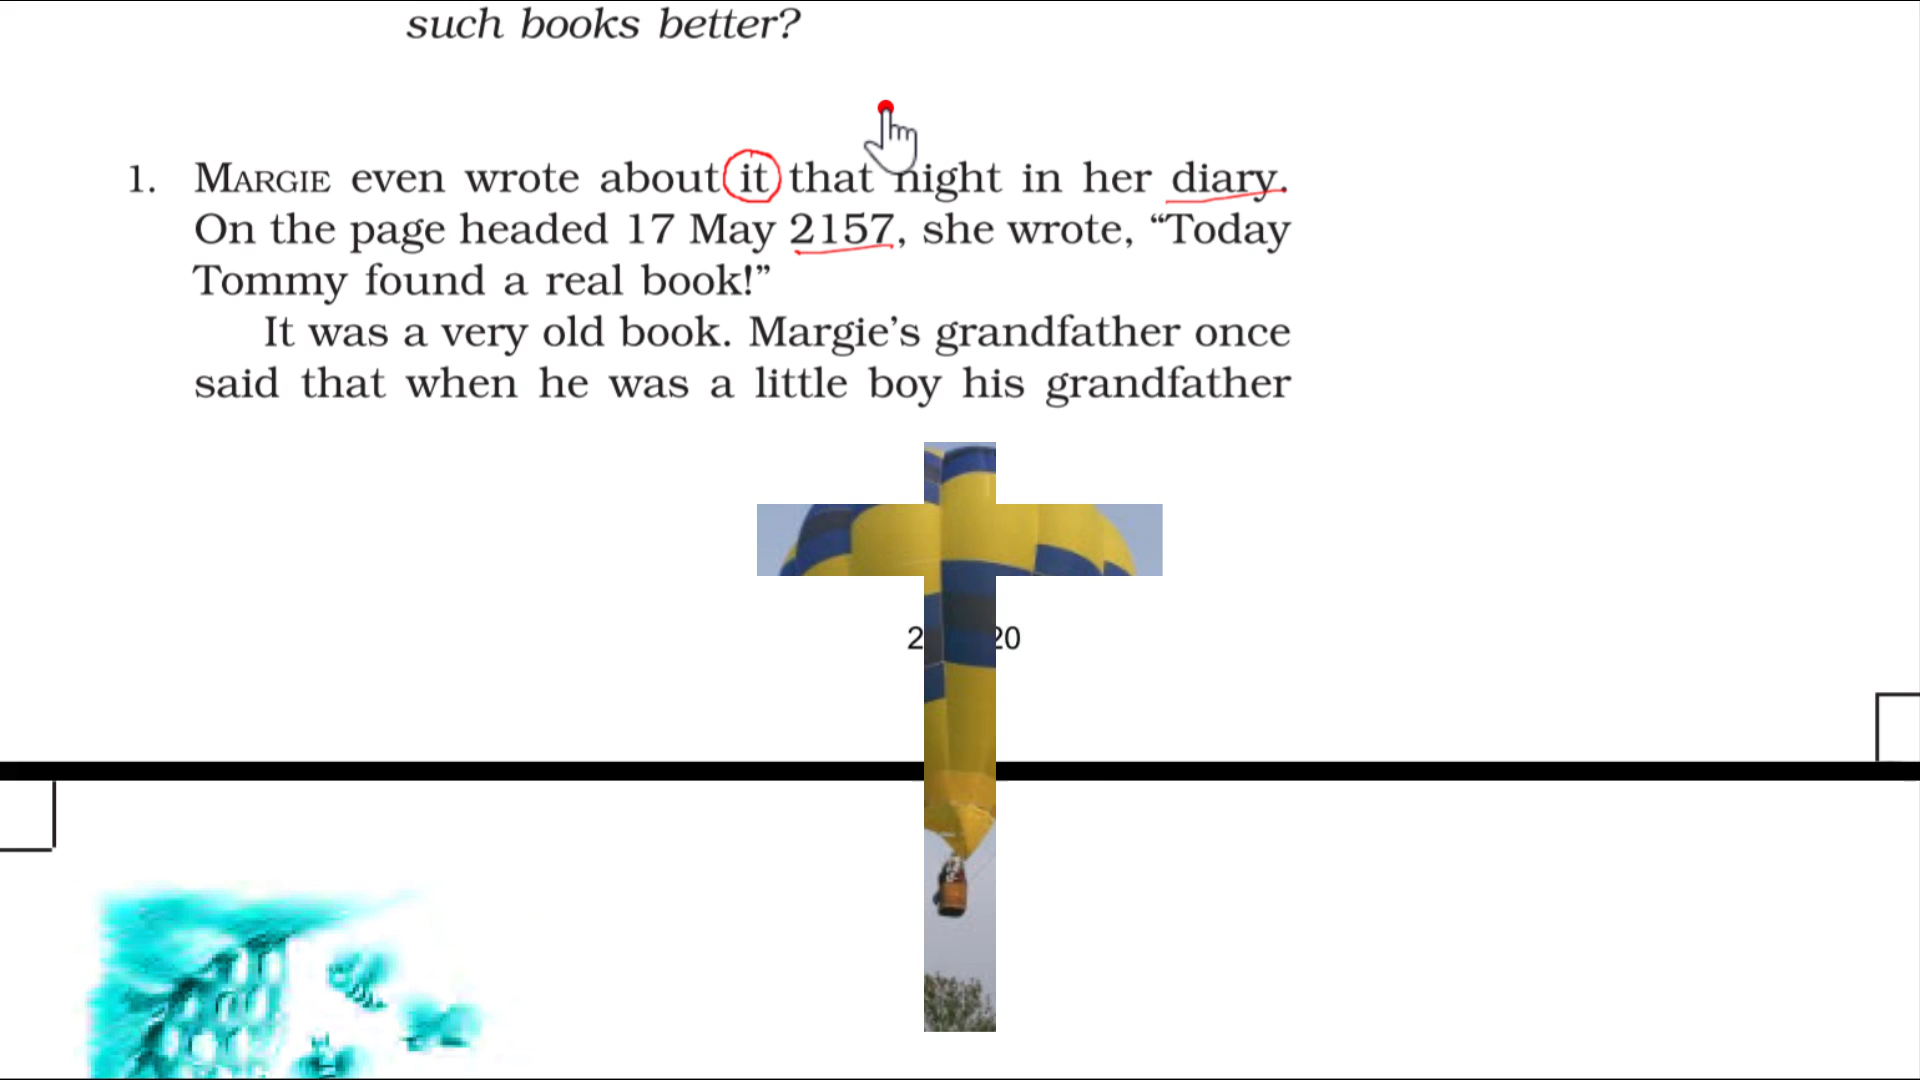 such books better?
1. MARGIE even wrote about it that night in her diary.
On the page headed 17 May 2157, she wrote, “Today
Tommy found a real book!”
It was a very old book. Margie’s grandfather once
said that when he was a little boy his grandfather